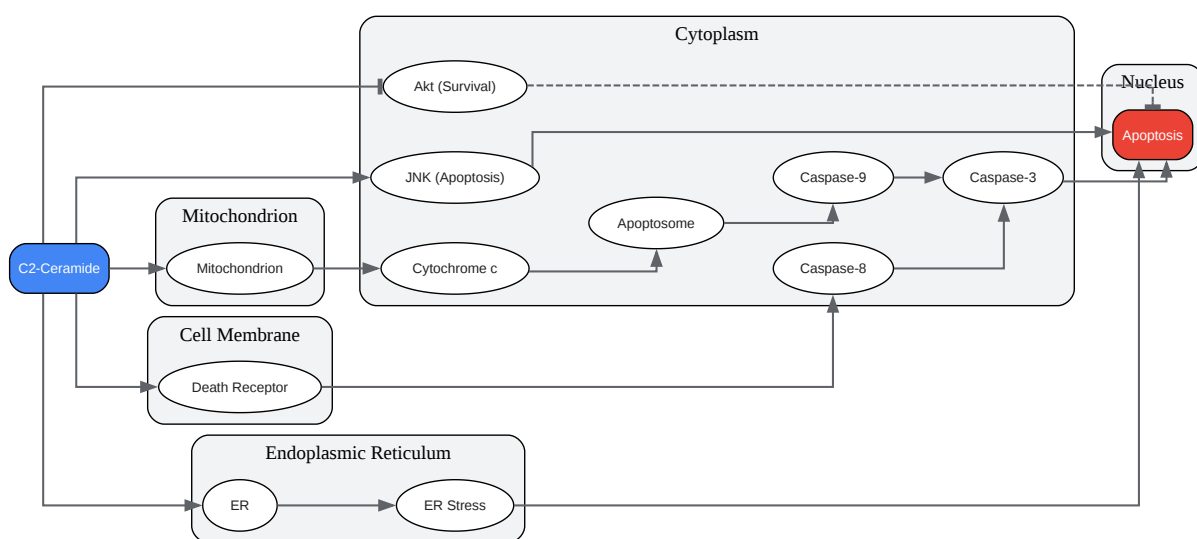 Cytoplasm
Nucleus
Akt (Survival)
Apoptosis
JNK (Apoptosis)
Caspase-9
Caspase-3
Mitochondrion
Apoptosome
C2-Ceramide
Mitochondrion
Cytochrome c
Caspase-8
Cell Membrane
Death Receptor
Endoplasmic Reticulum
ER
ER Stress